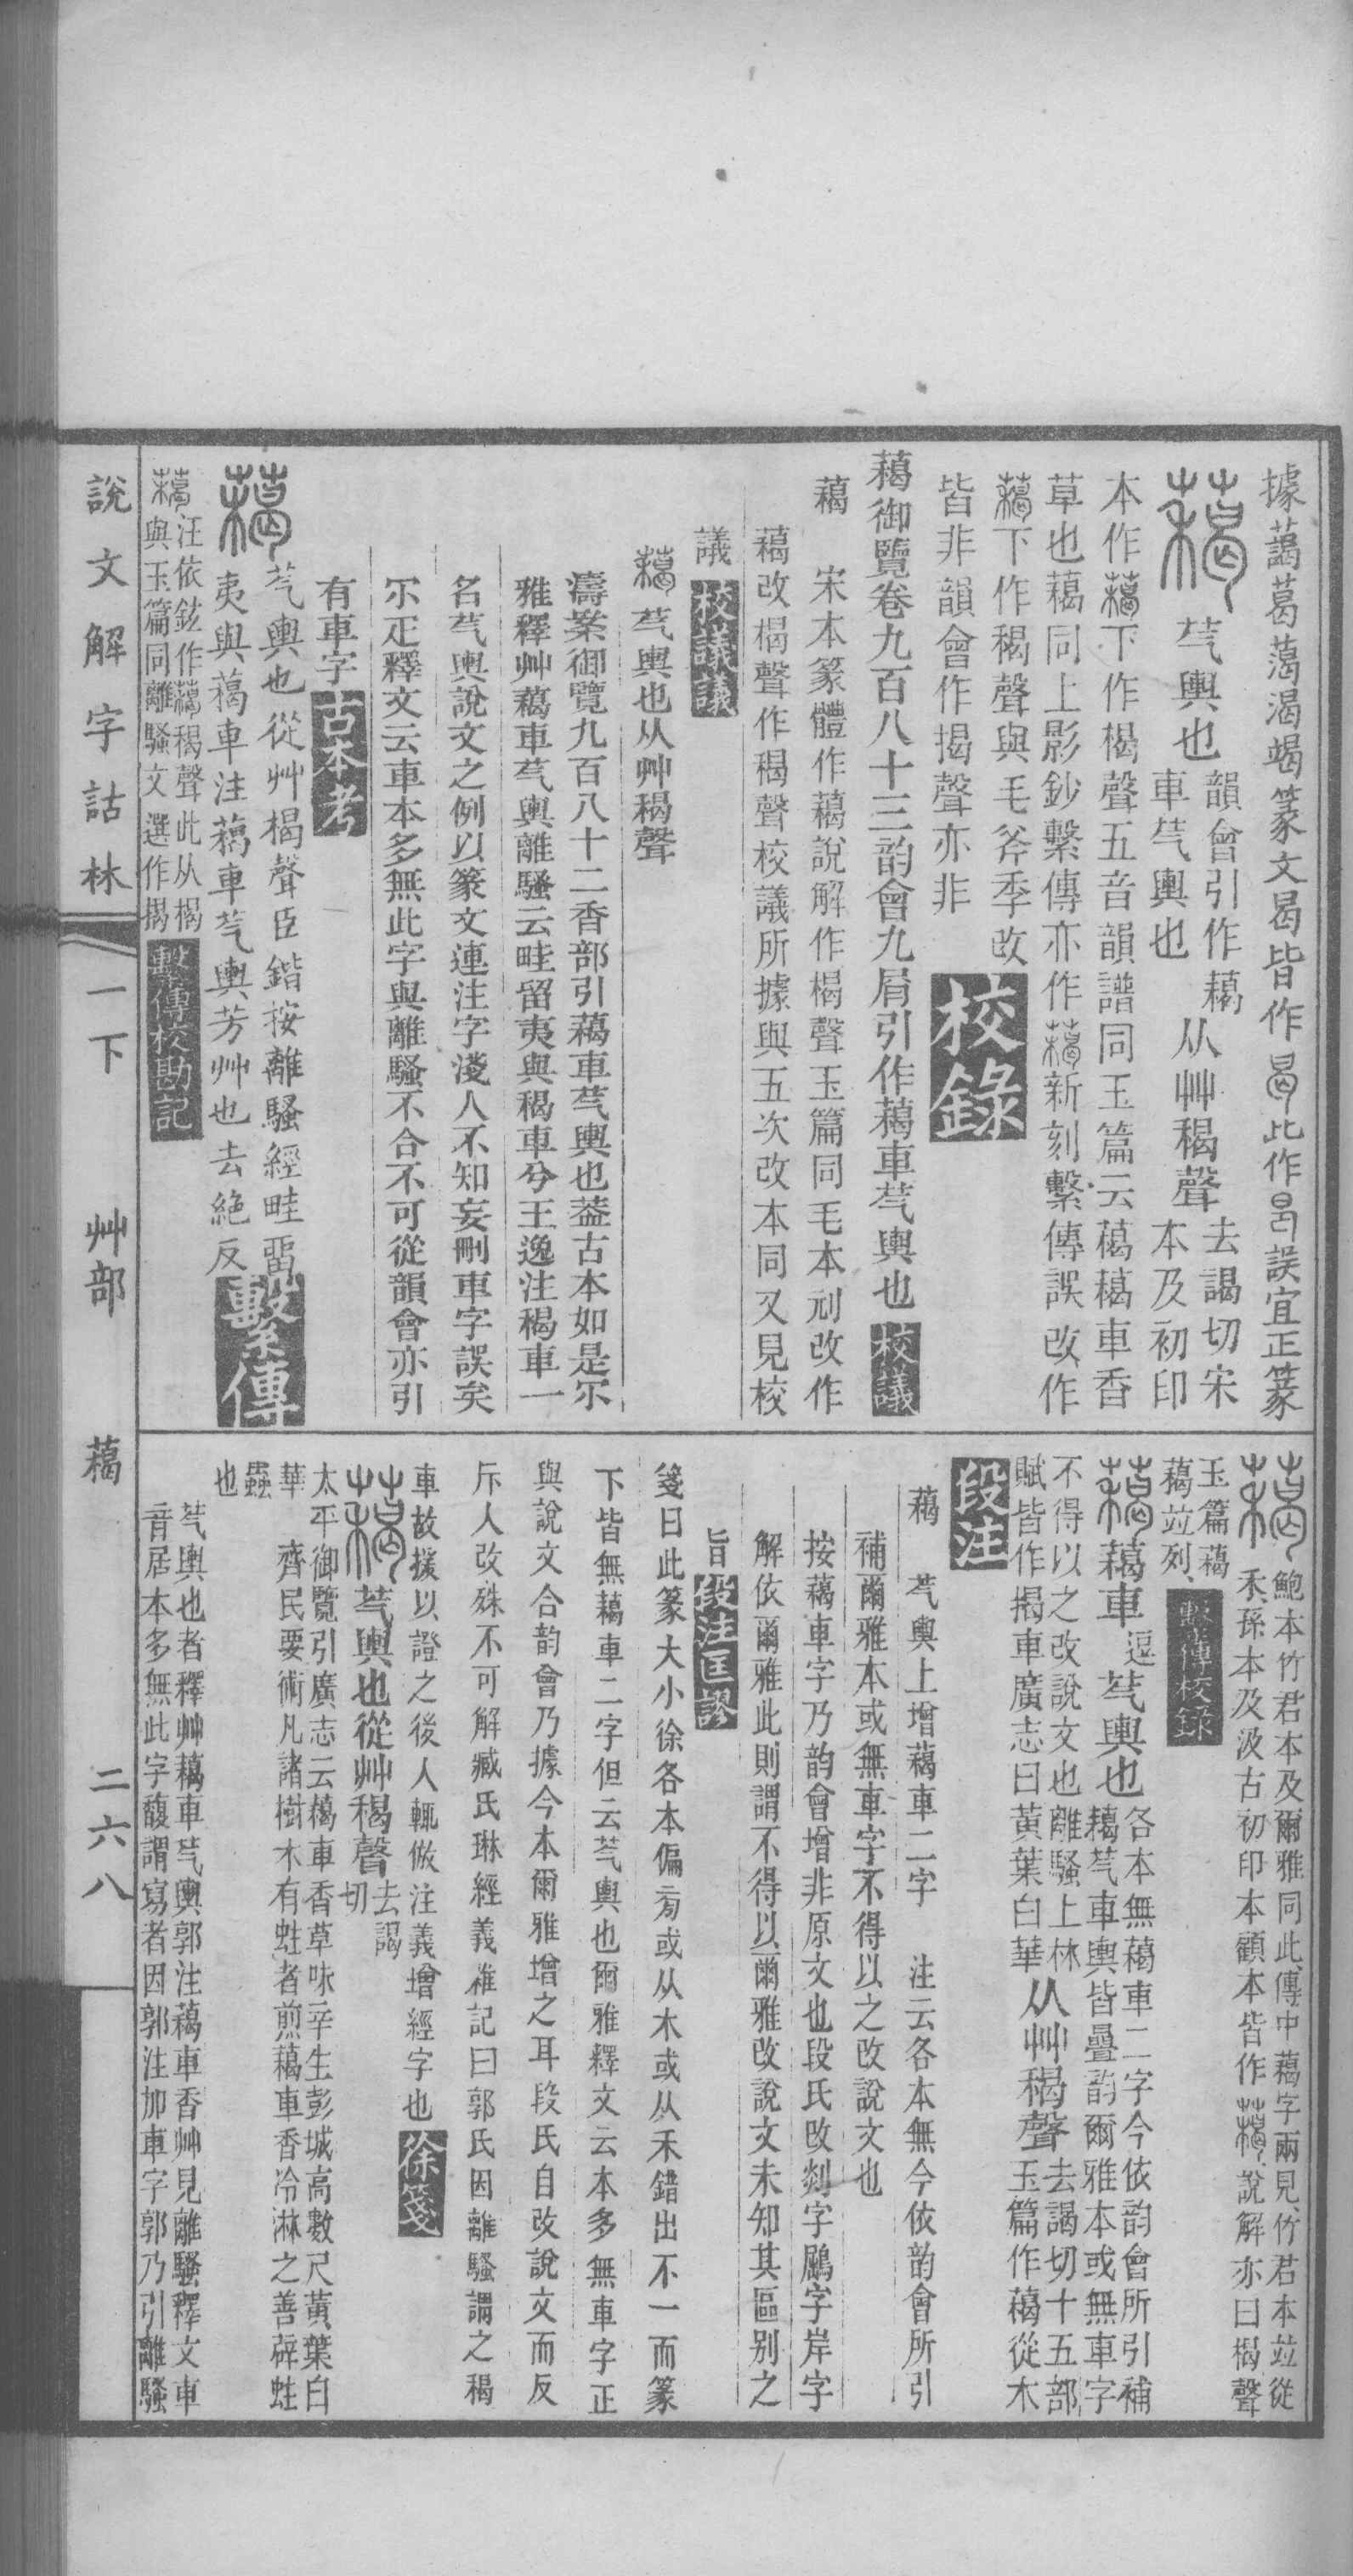 據藹葛蔼渴竭篆文曷皆作曷此作曷誤宜正篆
藒芞輿也韻會引作藒車芞輿也从艸稭聲去謁切宋本及初印
本作藒下作楬聲五音韻譜同玉篇云藒藒車香
草也藒同上影鈔繫傳亦作藒新刻繫傳誤改作
藒下作稭聲與毛斧季改
皆非韻會作揭聲亦非校錄
藒御覽卷九百八十三韵會九屑引作藒車芞輿也校議
藒　宋本篆體作藒說解作楬聲玉篇同毛本剜改作
藒改楬聲作稭聲校議所據與五次改本同又見校
議校議議
藒芞輿也从艸稭聲
濤案御覽九百八十二香部引藒車芞輿也葢古本如是尒
雅釋艸藒車芞輿離騷云畦留夷與稭車兮王逸注稭車一
名芞輿說文之例以篆文連注字淺人不知妄刪車字誤矣
尒疋釋文云車本多無此字與離騷不合不可從韻會亦引
有車字古本考
藒芞輿也從艸楬聲臣鍇按離騷經畦畱
夷與藒車注藒車芞輿芳艸也去絶反繫傳
藒汪依鉉作藒稭聲此从楬
與玉篇同離騷文選作揭繫傳校勘記
藒鮑本竹君本及爾雅同此傳中藒字兩見竹君本竝從
禾孫本及汲古初印本顧本皆作藒說解亦曰楬聲
玉篇藒
藒竝列繫傳校錄
藒藒車逗芞輿也各本無藒車二字今依韵會所引補
藒芞車輿皆曡韵爾雅本或無車字
不得以之改說文也離騷上林
賦皆作揭車廣志曰黃葉白華从艸稭聲去謁切十五部
玉篇作藒從木
段注
藒　芞輿上增藒車二字　注云各本無今依韵會所引
補爾雅本或無車字不得以之改說文也
按藒車字乃韵會增非原文也段氏改剡字鷵字岸字
解依爾雅此則謂不得以爾雅改說文未知其區別之
旨段注匡謬
箋曰此篆大小徐各本偏㫄或从木或从禾錯出不一而篆
下皆無藒車二字但云芞輿也爾雅釋文云本多無車字正
與說文合韵會乃據今本爾雅增之耳段氏自改說文而反
斥人改殊不可解臧氏琳經義雜記曰郭氏因離騷謂之稭
車故援以證之後人輒倣注義增經字也徐箋
藒芞輿也從艸稭聲去謁切
太平御覽引廣志云藒車香草味辛生彭城高數尺黃葉白
華　齊民要術凡諸樹木有蛀者煎藒車香冷淋之善辟蛀
蟲也
芞輿也者釋艸藒車芞輿郭注藒車香艸見離騷釋文車
音居本多無此字馥謂寫者因郭注加車字郭乃引離騷
說文解字詁林　一下　艸部　藒　二六八